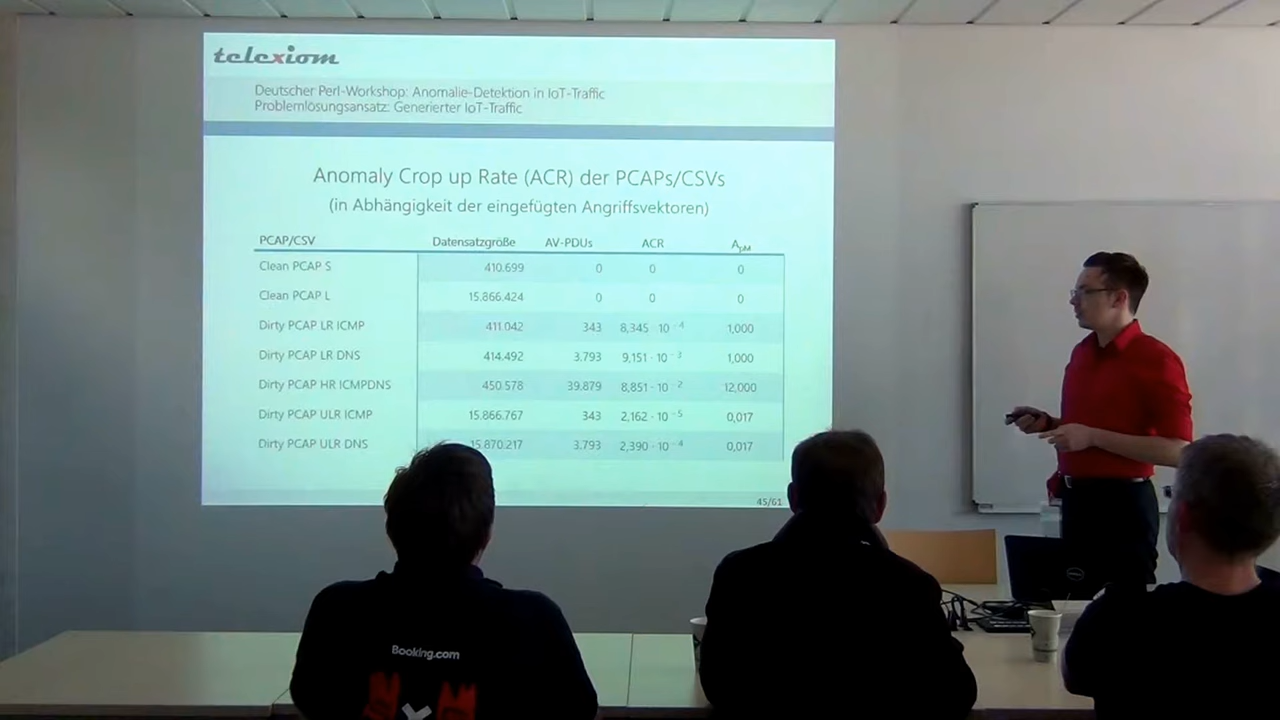 telexiom
Deutscher Perl-Workshop: Anomalie-Detektion in IoT-Traffic
Problemlösungsansatz: Generierter IoT-Traffic
Anomaly Crop up Rate (ACR) der PCAPs/CSVs
(in Abhängigkeit der eingefügten Angriffsvektoren)
PCAP/CSV Datensatzgröße AV-PDUs ACR ApM
Clean PCAP S 410.699 0 0 0
Clean PCAP L 15.866.424 0 0 0
Dirty PCAP LR ICMP 411.042 343 8,345 · 10 ⁻⁴ 1,000
Dirty PCAP LR DNS 414.492 3.793 9,151 · 10 ⁻³ 1,000
Dirty PCAP HR ICMPDNS 450.578 39.879 8,851 · 10 ⁻² 12,000
Dirty PCAP ULR ICMP 15.866.767 343 2,162 · 10 ⁻⁵ 0,017
Dirty PCAP ULR DNS 15.870.217 3.793 2,390 · 10 ⁻⁴ 0,017
45/61
Booking.com